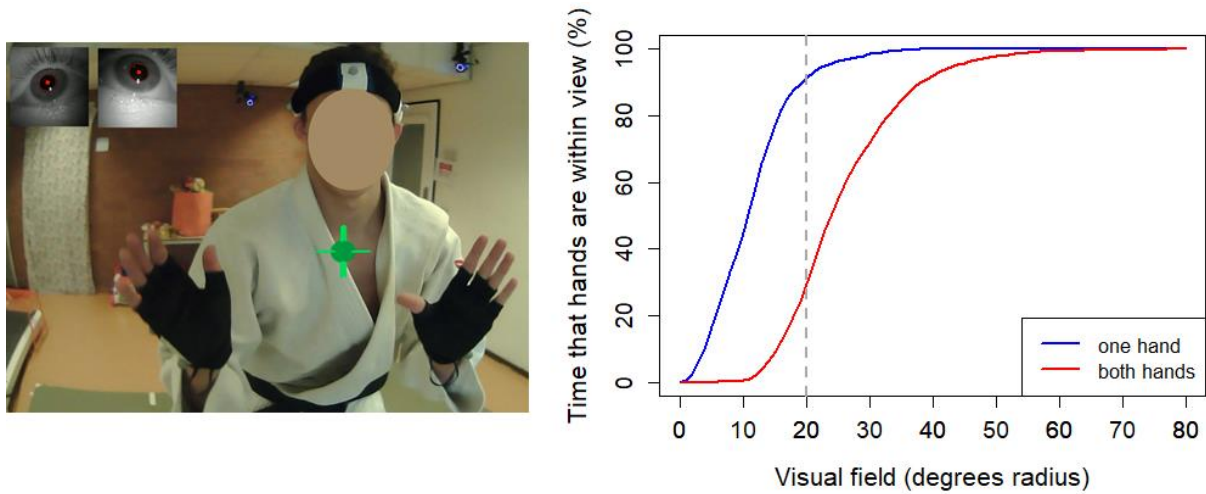 Time that hands are within view (%)
100
80
60
40
20
0
one hand
both hands
0 10 20 30 40 50 60 70 80
Visual field (degrees radius)